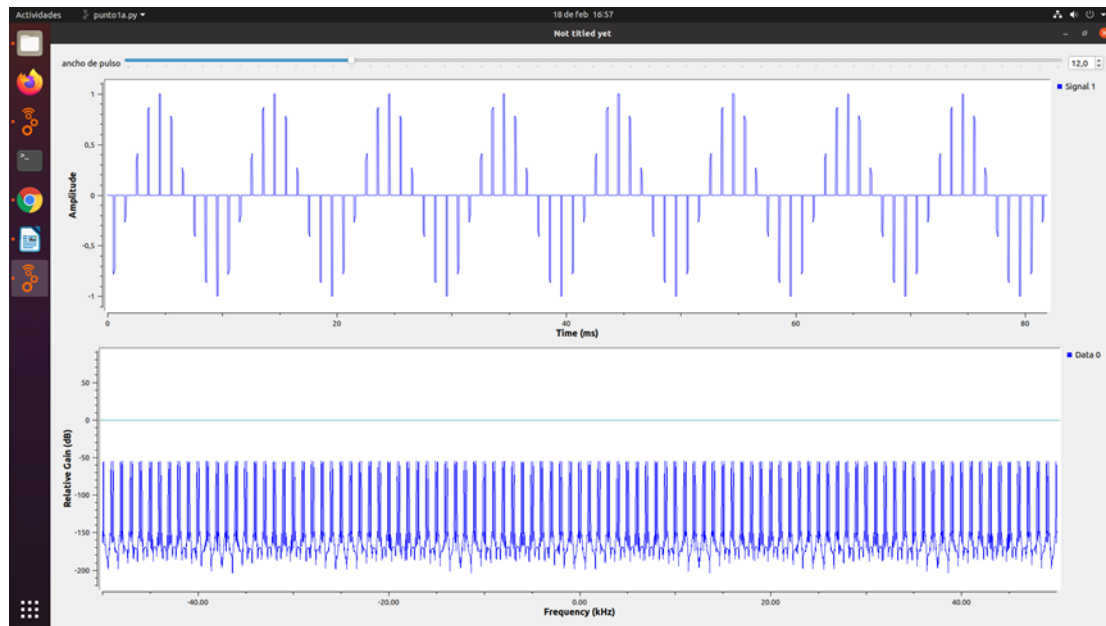 Actividades punto1a.py 18 de feb 16:57
Not titled yet
ancho de pulso 12,0
Signal 1
1
0,5
0
-0,5
-1
Amplitude
0 20 40 60 80
Time (ms)
Data 0
50
0
-50
-100
-150
-200
Relative Gain (dB)
-40.00 -20.00 0.00 20.00 40.00
Frequency (kHz)